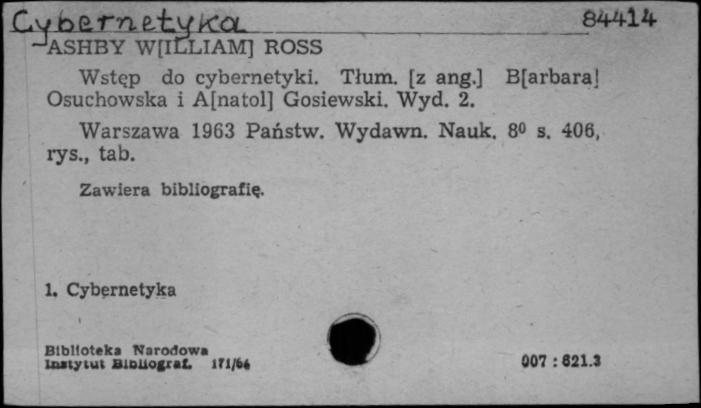 Cybernetyka 84414
ASHBY W[ILLIAM] ROSS
Wstęp do cybernetyki. Tłum. [z ang.] B[arbara]
Osuchowska i A[natol] Gosiewski. Wyd. 2.
Warszawa 1963 Państw. Wydawn. Nauk. 8⁰ s. 406,
rys., tab.
Zawiera bibliografię.
1. Cybernetyka
Biblioteka Narodowa
Instytut Bibliograf. 171/64 007 : 621.3